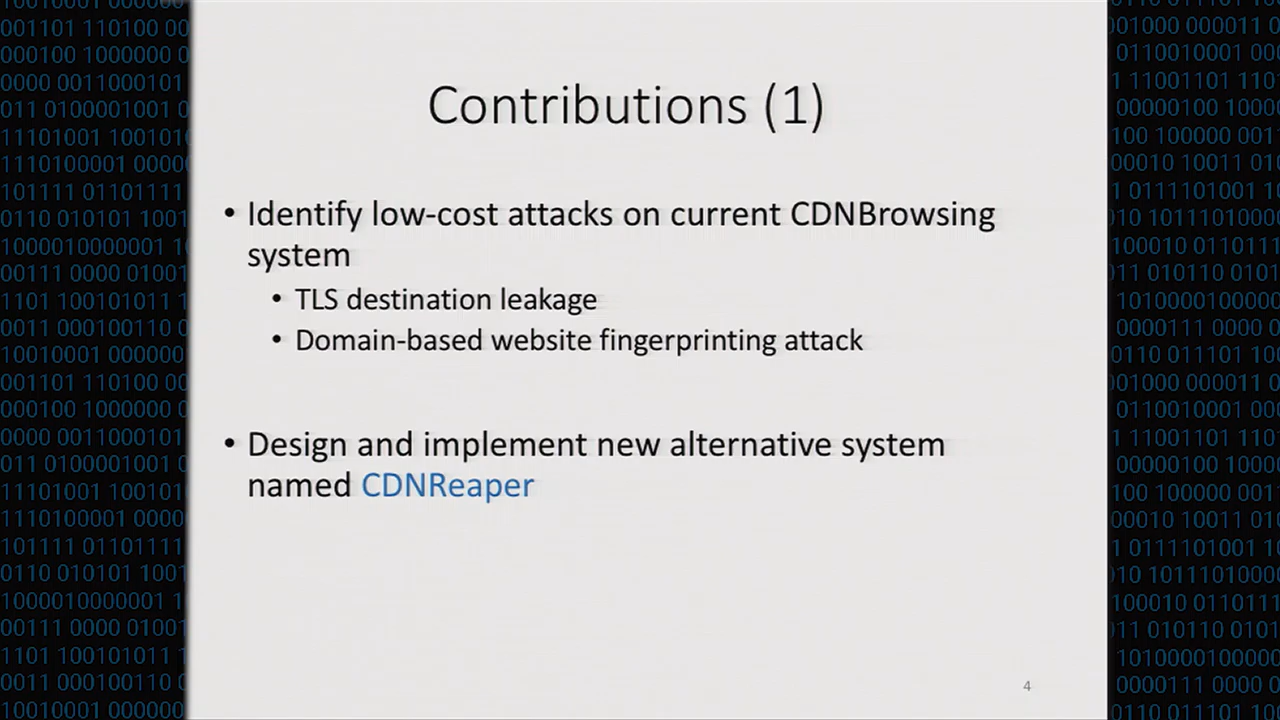 Contributions (1)
• Identify low-cost attacks on current CDNBrowsing
system
• TLS destination leakage
• Domain-based website fingerprinting attack
• Design and implement new alternative system
named CDNReaper
4